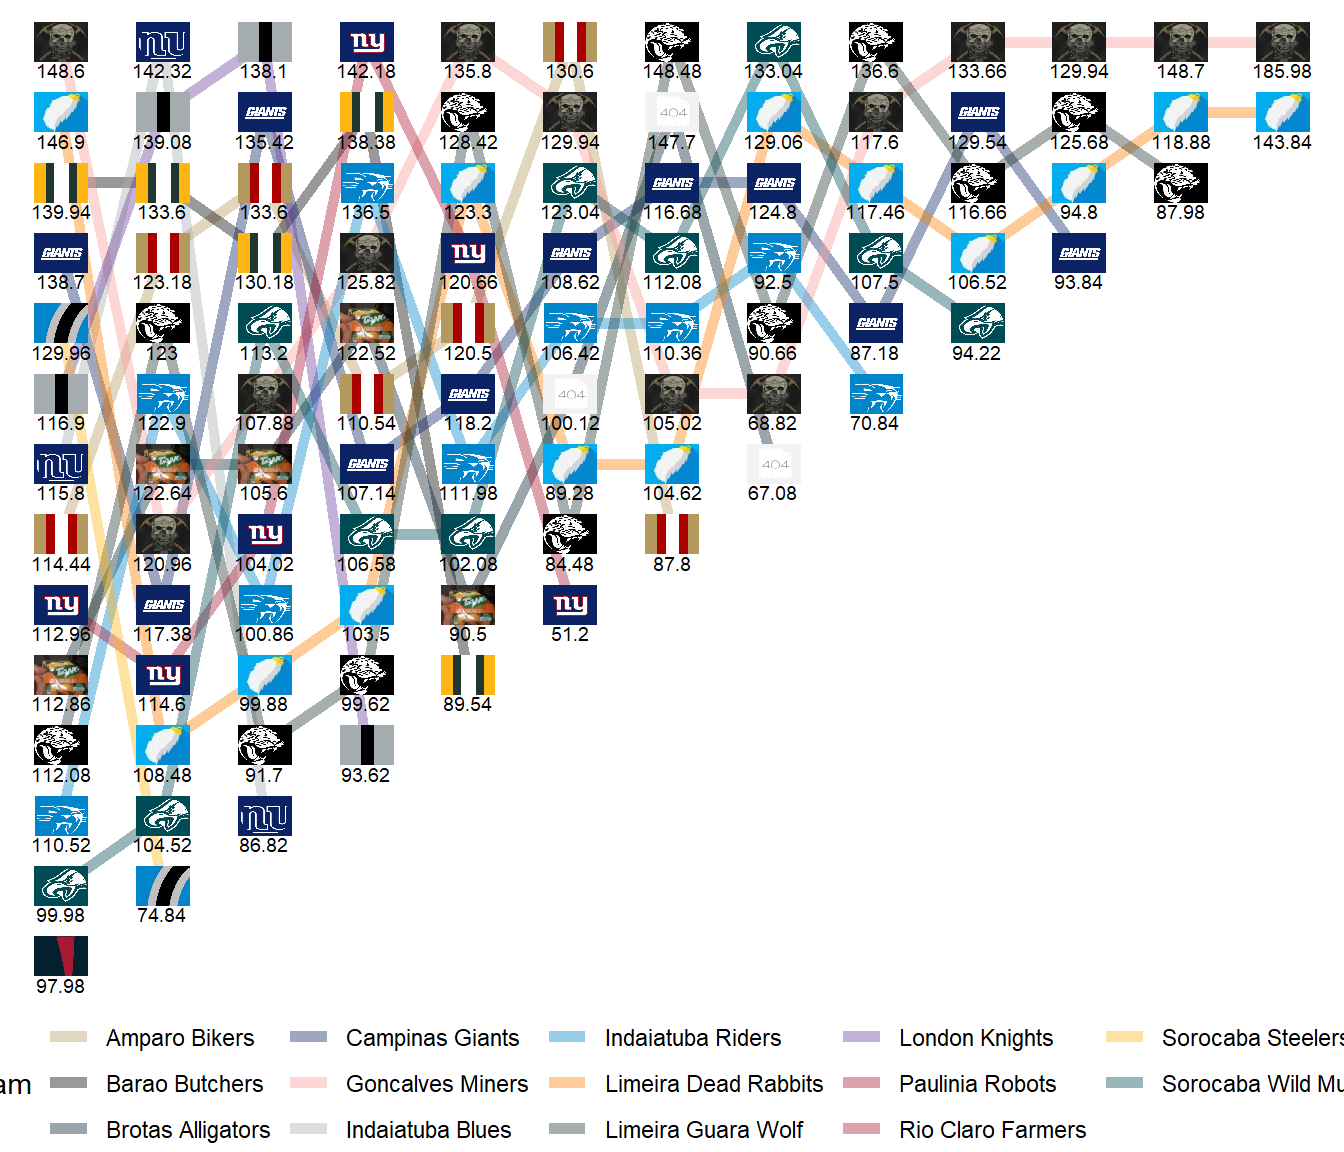 148.6 142.32 138.1 142.18 135.8 130.6 148.48 133.04 136.6 133.66 129.94 148.7 185.98
146.9 139.08 135.42 138.38 128.42 129.94 147.7 129.06 117.6 129.54 125.68 118.88 143.84
139.94 133.6 133.6 136.5 123.3 123.04 116.68 124.8 117.46 116.66 94.8 87.98
138.7 123.18 130.18 125.82 120.66 108.62 112.08 92.5 107.5 106.52 93.84
129.96 123 113.2 122.52 120.5 106.42 110.36 90.66 87.18 94.22
116.9 122.9 107.88 110.54 118.2 100.12 105.02 68.82 70.84
115.8 122.64 105.6 107.14 111.98 89.28 104.62 67.08
114.44 120.96 104.02 106.58 102.08 84.48 87.8
112.96 117.38 100.86 103.5 90.5 51.2
112.86 114.6 99.88 99.62 89.54
112.08 108.48 91.7 93.62
110.52 104.52 86.82
99.98 74.84
97.98
Amparo Bikers Campinas Giants Indaiatuba Riders London Knights Sorocaba Steelers
am Barao Butchers Goncalves Miners Limeira Dead Rabbits Paulinia Robots Sorocaba Wild Mu
Brotas Alligators Indaiatuba Blues Limeira Guara Wolf Rio Claro Farmers